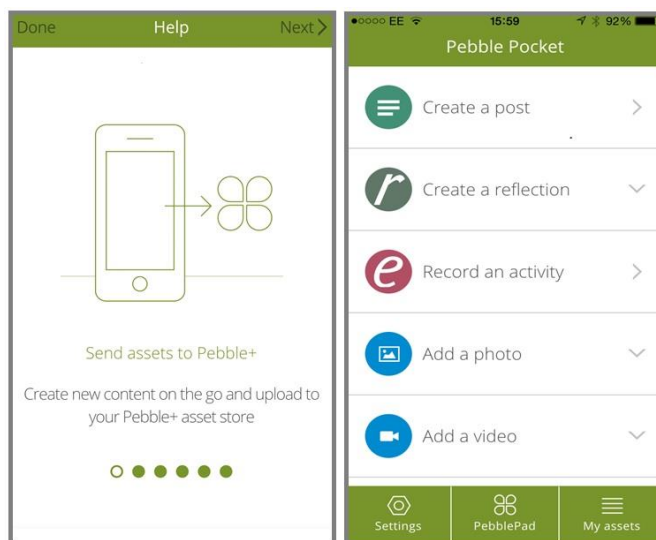 Done Help Next >
Send assets to Pebble+
Create new content on the go and upload to
your Pebble+ asset store
EE 15:59 92%
Pebble Pocket
Create a post
r Create a reflection
e Record an activity
Add a photo
Add a video
Settings PebblePad My assets